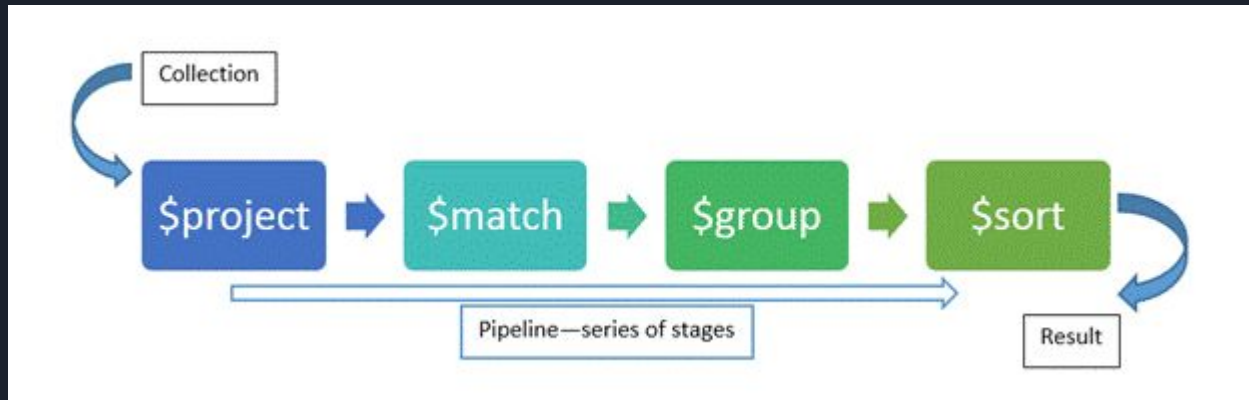 Collection
$project
$match
$group
$sort
Pipeline—series of stages
Result